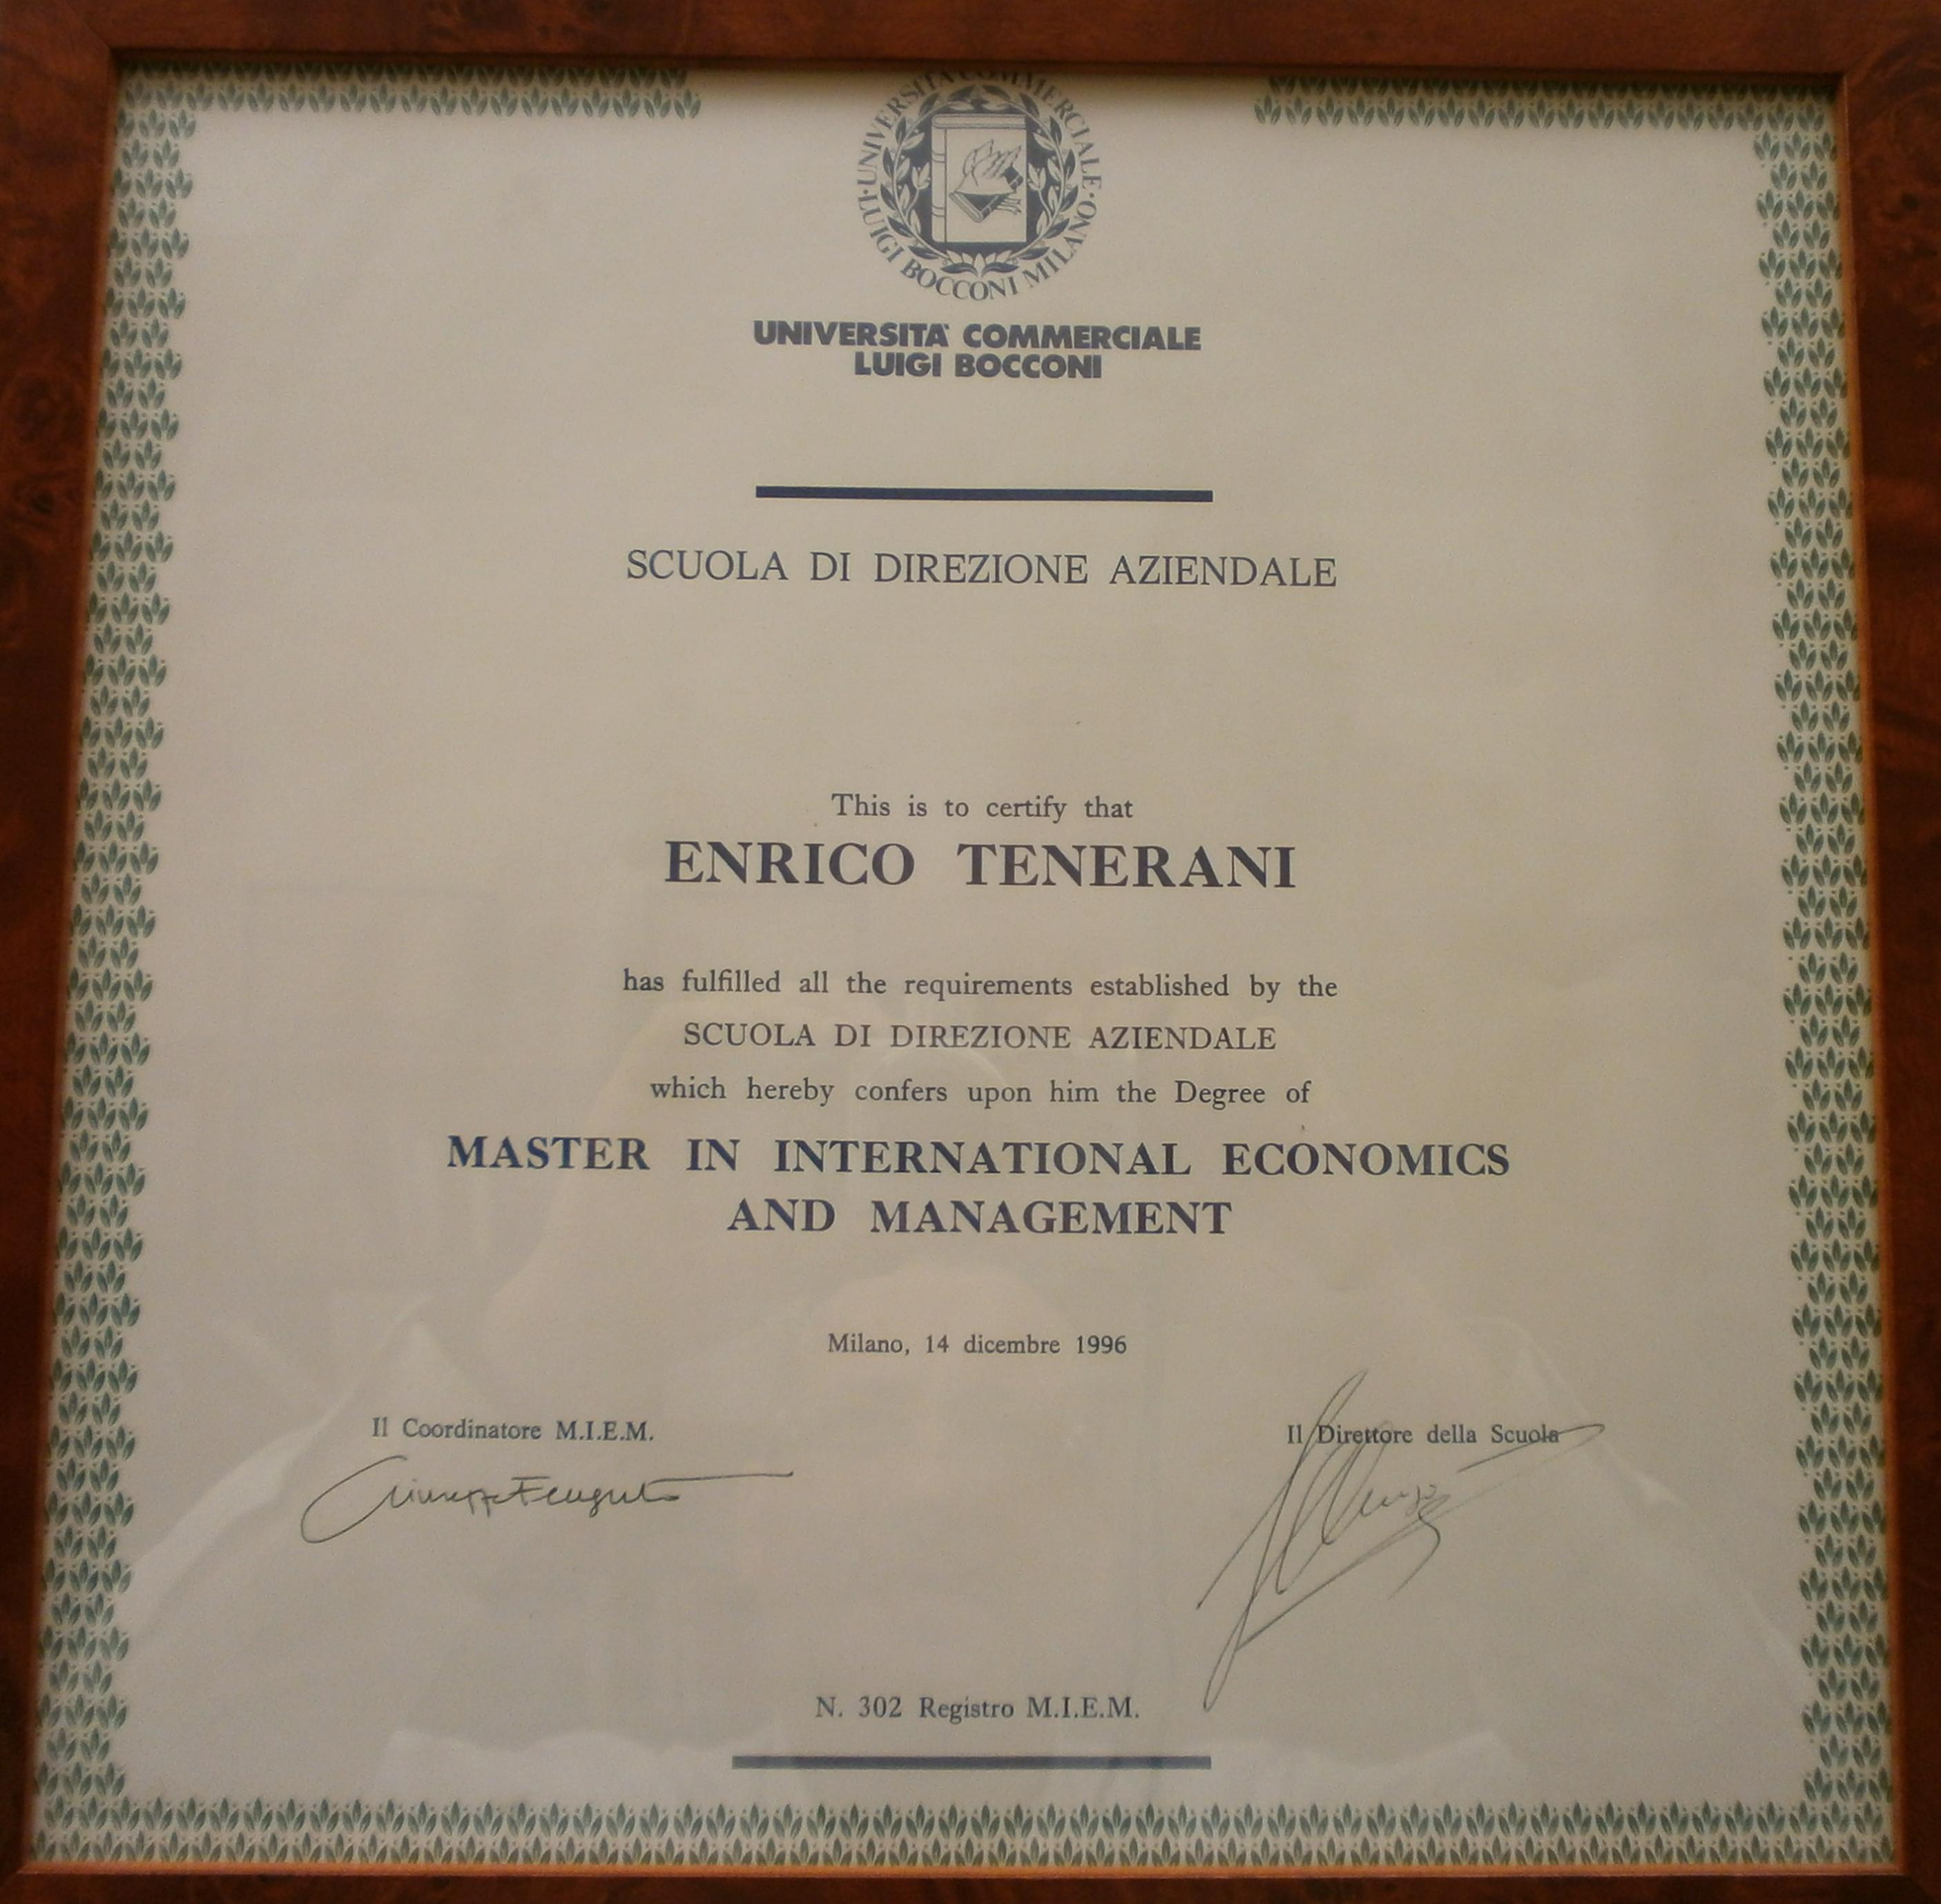 ·UNIVERSITA COMMERCIALE·
LUIGI BOCCONI MILANO
UNIVERSITA' COMMERCIALE
LUIGI BOCCONI
SCUOLA DI DIREZIONE AZIENDALE
This is to certify that
ENRICO TENERANI
has fulfilled all the requirements established by the
SCUOLA DI DIREZIONE AZIENDALE
which hereby confers upon him the Degree of
MASTER IN INTERNATIONAL ECONOMICS
AND MANAGEMENT
Milano, 14 dicembre 1996
Il Coordinatore M.I.E.M.
Il Direttore della Scuola
N. 302 Registro M.I.E.M.